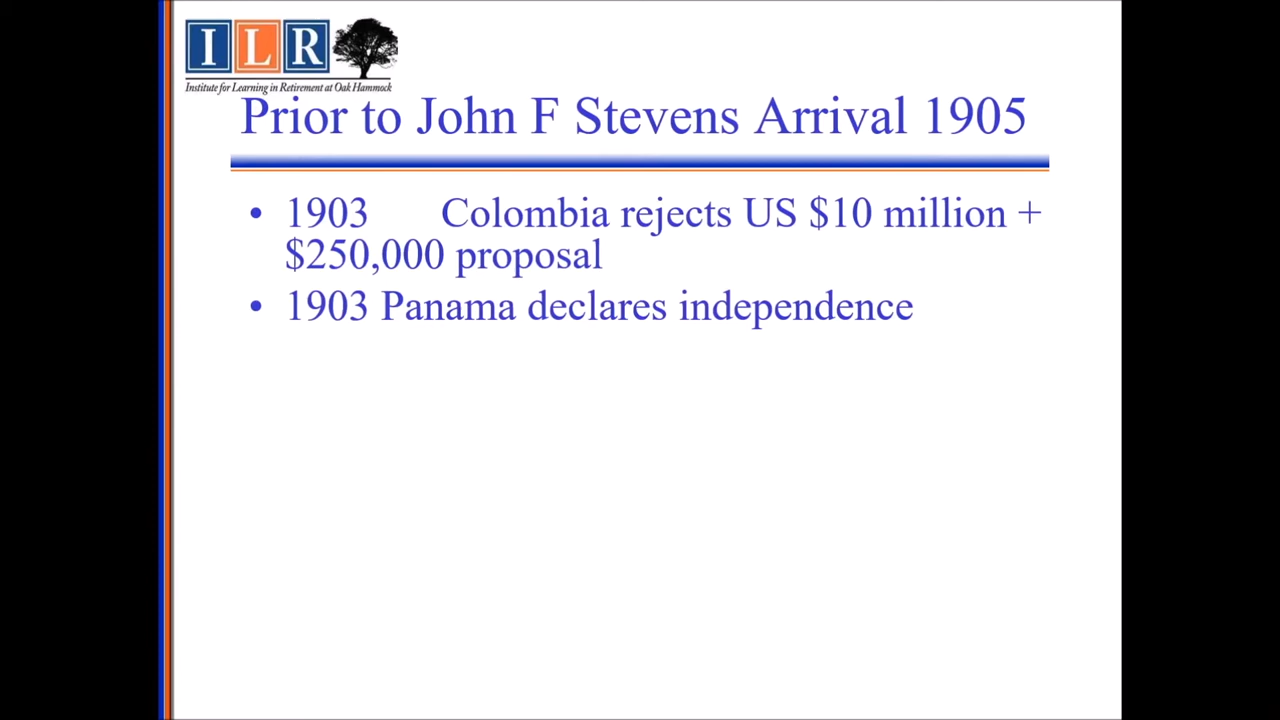 ILR
Institute for Learning in Retirement at Oak Hammock
Prior to John F Stevens Arrival 1905
• 1903 Colombia rejects US $10 million +
$250,000 proposal
• 1903 Panama declares independence